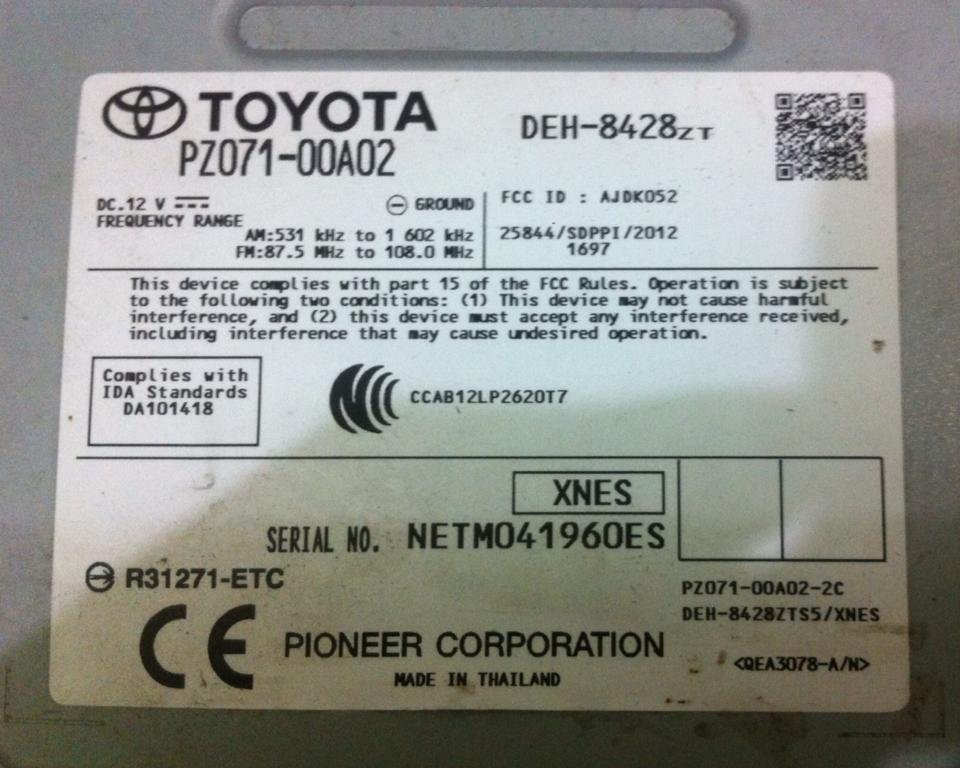 TOYOTA
PZ071-00A02
DEH-8428ZT
DC.12 V
GROUND
FREQUENCY RANGE
AM:531 kHz to 1 602 kHz
FM:87.5 MHz to 108.0 MHz
FCC ID : AJDK052
25844/SDPPI/2012
1697
This device complies with part 15 of the FCC Rules. Operation is subject
to the following two conditions: (1) This device may not cause harmful
interference, and (2) this device must accept any interference received,
including interference that may cause undesired operation.
Complies with
IDA Standards
DA101418
CCAB12LP2620T7
XNES
SERIAL NO. NETM041960ES
R31271-ETC
PZ071-00A02-2C
DEH-8428ZTS5/XNES
CE
PIONEER CORPORATION
<QEA3078-A/N>
MADE IN THAILAND